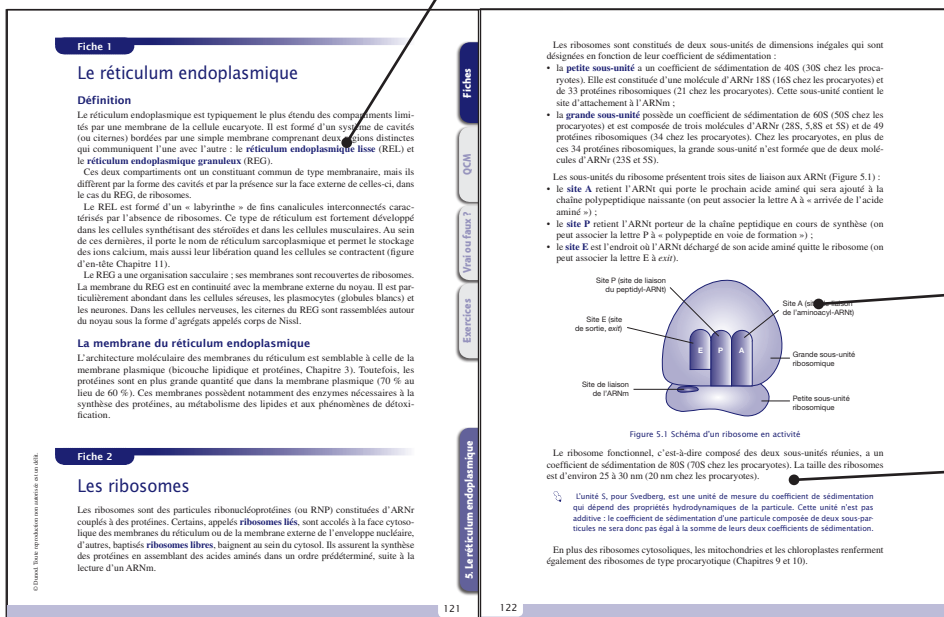 Fiche 1
Le réticulum endoplasmique
Définition
Le réticulum endoplasmique est typiquement le plus étendu des compartiments limi-
tés par une membrane de la cellule eucaryote. Il est formé d'un système de cavités
(ou citernes) bordées par une simple membrane comprenant deux régions distinctes
qui communiquent l'une avec l'autre : le réticulum endoplasmique lisse (REL) et
le réticulum endoplasmique granuleux (REG).
Ces deux compartiments ont un constituant commun de type membranaire, mais ils
diffèrent par la forme des cavités et par la présence sur la face externe de celles-ci, dans
le cas du REG, de ribosomes.
Le REL est formé d'un « labyrinthe » de fins canalicules interconnectés carac-
térisés par l'absence de ribosomes. Ce type de réticulum est fortement développé
dans les cellules synthétisant des stéroïdes et dans les cellules musculaires. Au sein
de ces dernières, il porte le nom de réticulum sarcoplasmique et permet le stockage
des ions calcium, mais aussi leur libération quand les cellules se contractent (figure
d'en-tête Chapitre 11).
Le REG a une organisation sacculaire ; ses membranes sont recouvertes de ribosomes.
La membrane du REG est en continuité avec la membrane externe du noyau. Il est par-
ticulièrement abondant dans les cellules séreuses, les plasmocytes (globules blancs) et
les neurones. Dans les cellules nerveuses, les citernes du REG sont rassemblées autour
du noyau sous la forme d'agrégats appelés corps de Nissl.
La membrane du réticulum endoplasmique
L'architecture moléculaire des membranes du réticulum est semblable à celle de la
membrane plasmique (bicouche lipidique et protéines, Chapitre 3). Toutefois, les
protéines sont en plus grande quantité que dans la membrane plasmique (70 % au
lieu de 60 %). Ces membranes possèdent notamment des enzymes nécessaires à la
synthèse des protéines, au métabolisme des lipides et aux phénomènes de détoxi-
fication.
Fiche 2
Les ribosomes
Les ribosomes sont des particules ribonucléoprotéines (ou RNP) constituées d'ARNr
couplés à des protéines. Certains, appelés ribosomes liés, sont accolés à la face cytoso-
lique des membranes du réticulum ou de la membrane externe de l'enveloppe nucléaire,
d'autres, baptisés ribosomes libres, baignent au sein du cytosol. Ils assurent la synthèse
des protéines en assemblant des acides aminés dans un ordre prédéterminé, suite à la
lecture d'un ARNm.
© Dunod. Toute reproduction non autorisée est un délit.
Fiches
QCM
Vrai ou faux ?
Exercices
5. Le réticulum endoplasmique
121
Les ribosomes sont constitués de deux sous-unités de dimensions inégales qui sont
désignées en fonction de leur coefficient de sédimentation :
• la petite sous-unité a un coefficient de sédimentation de 40S (30S chez les proca-
ryotes). Elle est constituée d'une molécule d'ARNr 18S (16S chez les procaryotes) et
de 33 protéines ribosomiques (21 chez les procaryotes). Cette sous-unité contient le
site d'attachement à l'ARNm ;
• la grande sous-unité possède un coefficient de sédimentation de 60S (50S chez les
procaryotes) et est composée de trois molécules d'ARNr (28S, 5,8S et 5S) et de 49
protéines ribosomiques (34 chez les procaryotes). Chez les procaryotes, en plus de
ces 34 protéines ribosomiques, la grande sous-unité n'est formée que de deux molé-
cules d'ARNr (23S et 5S).
Les sous-unités du ribosome présentent trois sites de liaison aux ARNt (Figure 5.1) :
• le site A retient l'ARNt qui porte le prochain acide aminé qui sera ajouté à la
chaîne polypeptidique naissante (on peut associer la lettre A à « arrivée de l'acide
aminé ») ;
• le site P retient l'ARNt porteur de la chaîne peptidique en cours de synthèse (on
peut associer la lettre P à « polypeptide en voie de formation ») ;
• le site E est l'endroit où l'ARNt déchargé de son acide aminé quitte le ribosome (on
peut associer la lettre E à exit).
Site P (site de liaison
du peptidyl-ARNt)
Site A (site de liaison
de l'aminoacyl-ARNt)
Site E (site
de sortie, exit)
E P A
Grande sous-unité
ribosomique
Site de liaison
de l'ARNm
Petite sous-unité
ribosomique
Figure 5.1 Schéma d'un ribosome en activité
Le ribosome fonctionnel, c'est-à-dire composé des deux sous-unités réunies, a un
coefficient de sédimentation de 80S (70S chez les procaryotes). La taille des ribosomes
est d'environ 25 à 30 nm (20 nm chez les procaryotes).
L'unité S, pour Svedberg, est une unité de mesure du coefficient de sédimentation
qui dépend des propriétés hydrodynamiques de la particule. Cette unité n'est pas
additive : le coefficient de sédimentation d'une particule composée de deux sous-par-
ticules ne sera donc pas égal à la somme de leurs deux coefficients de sédimentation.
En plus des ribosomes cytosoliques, les mitochondries et les chloroplastes renferment
également des ribosomes de type procaryotique (Chapitres 9 et 10).
122